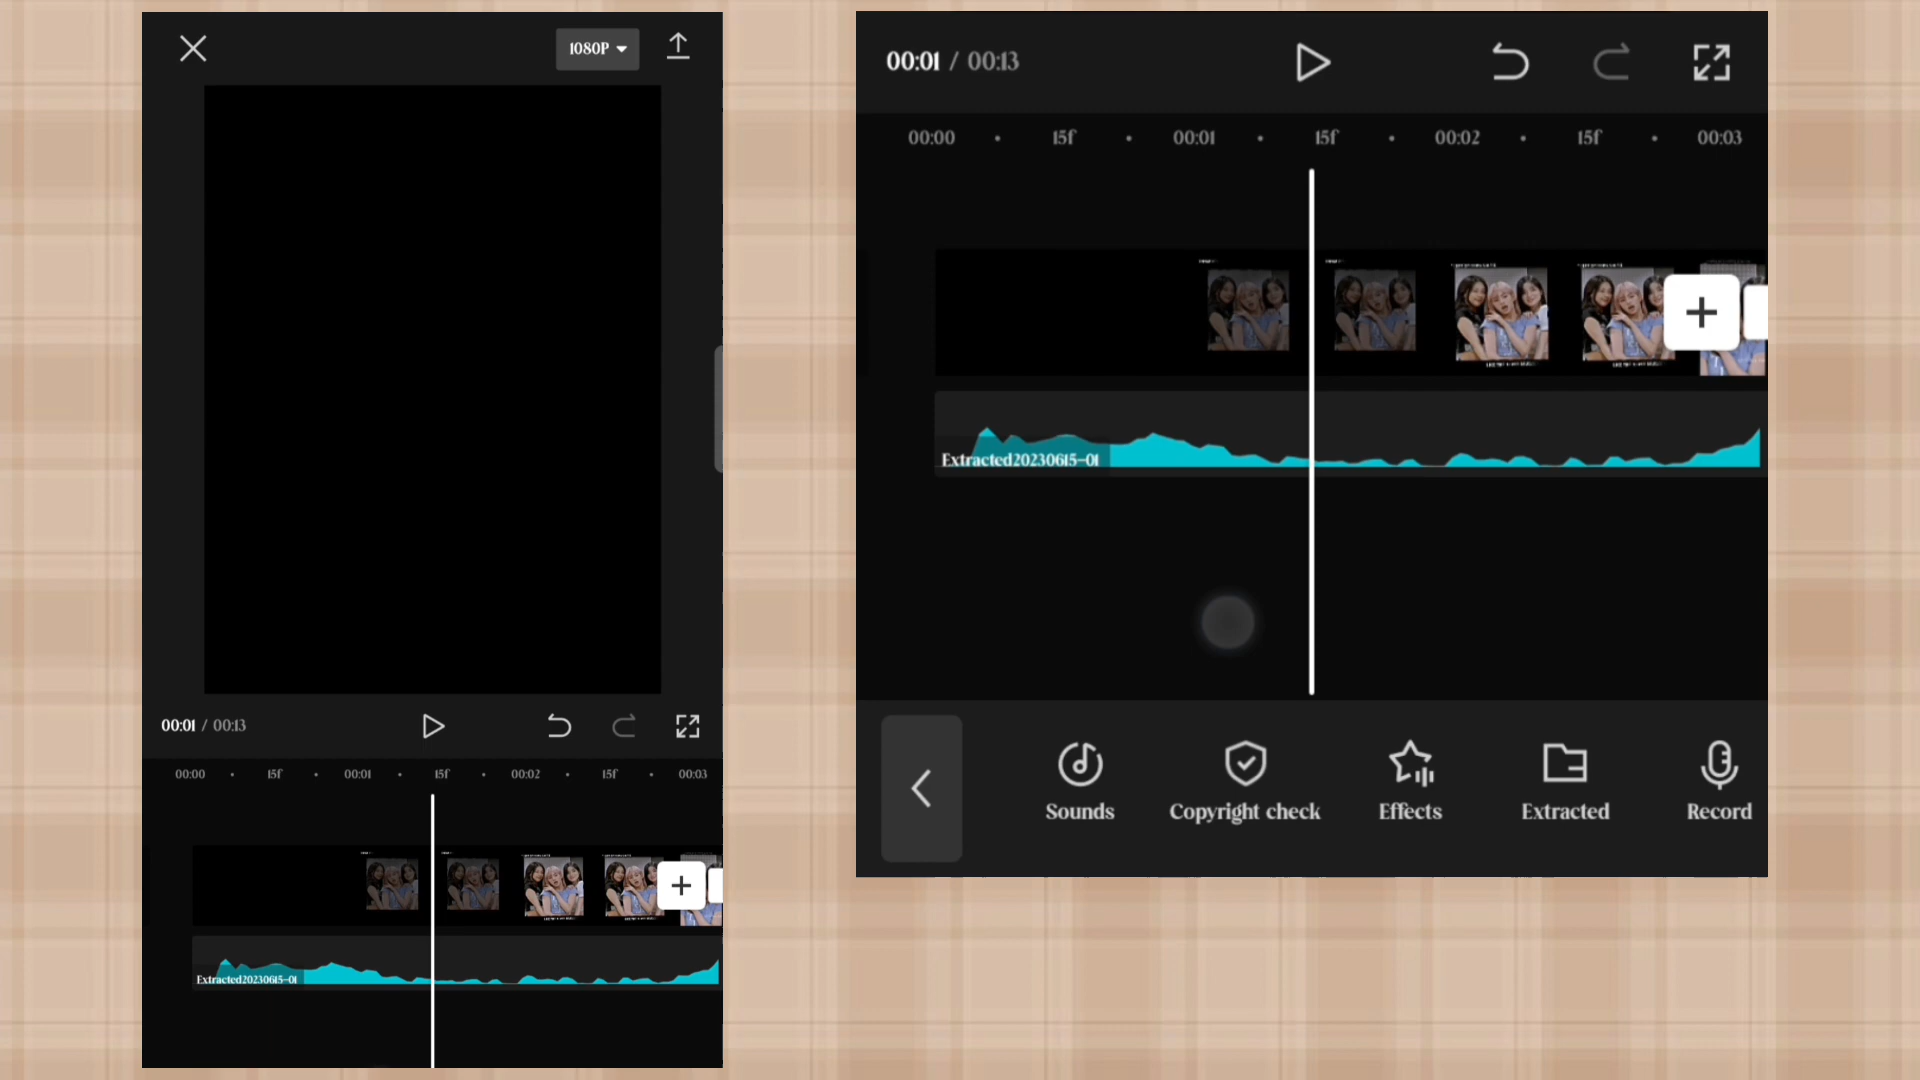 1080P
00:01 / 00:13
00:00 15f 00:01 15f 00:02 15f 00:03
Extracted20230615-01
00:01 / 00:13
00:00 15f 00:01 15f 00:02 15f 00:03
Extracted20230615-01
Sounds
Copyright check
Effects
Extracted
Record